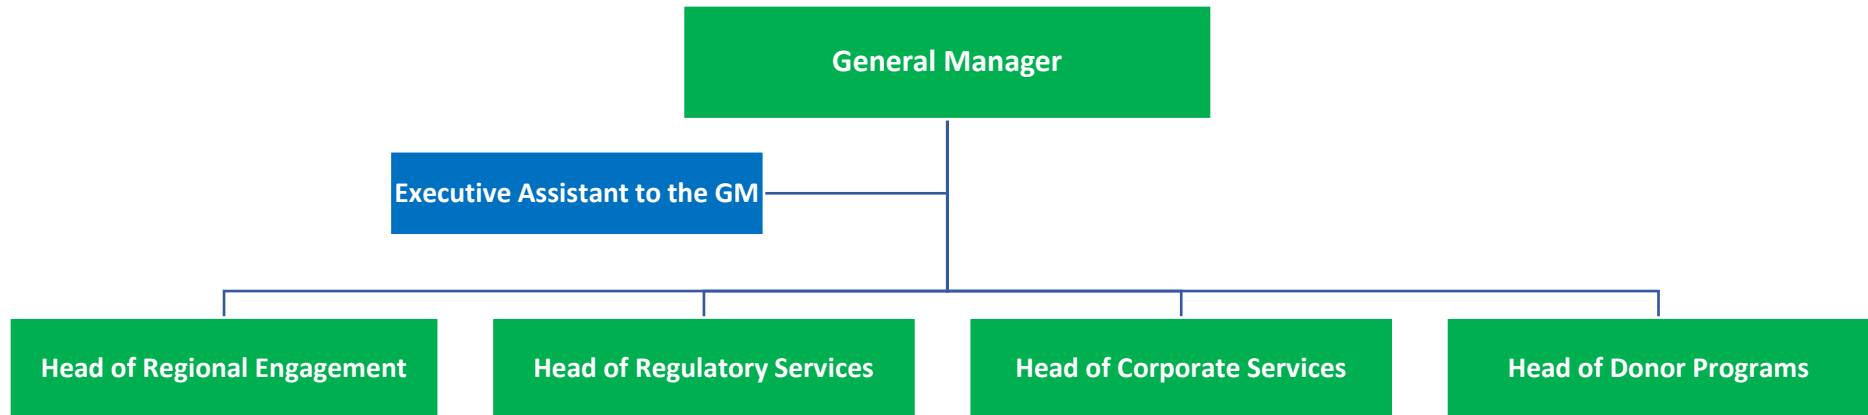 General Manager
Executive Assistant to the GM
Head of Regional Engagement
Head of Regulatory Services
Head of Corporate Services
Head of Donor Programs